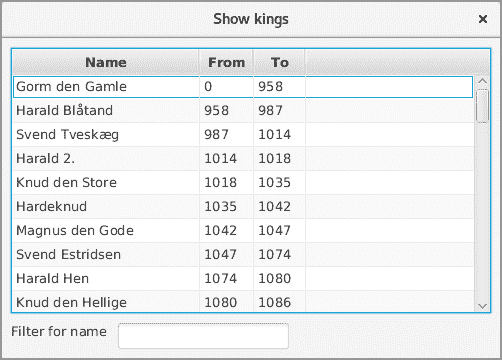 Show kings ×
Name From To
Gorm den Gamle 0 958
Harald Blåtand 958 987
Svend Tveskæg 987 1014
Harald 2. 1014 1018
Knud den Store 1018 1035
Hardeknud 1035 1042
Magnus den Gode 1042 1047
Svend Estridsen 1047 1074
Harald Hen 1074 1080
Knud den Hellige 1080 1086
Filter for name